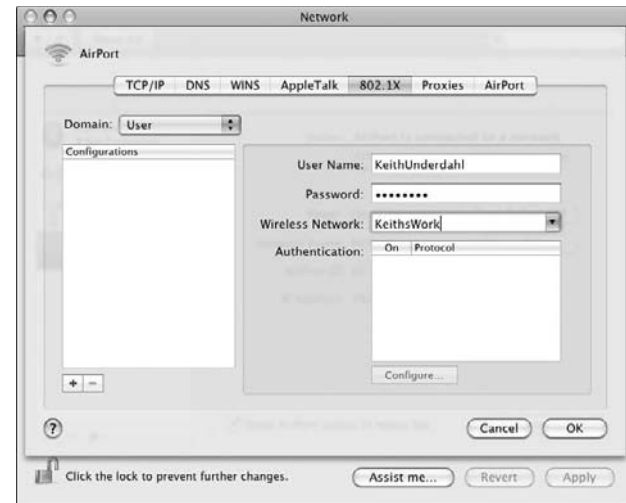 Network
AirPort
TCP/IP DNS WINS AppleTalk 802.1X Proxies AirPort
Domain: User
Configurations
User Name: KeithUnderdahl
Password: ••••••••
Wireless Network: KeithsWork
Authentication: On Protocol
Configure...
+ −
? Cancel OK
Click the lock to prevent further changes. Assist me... Revert Apply